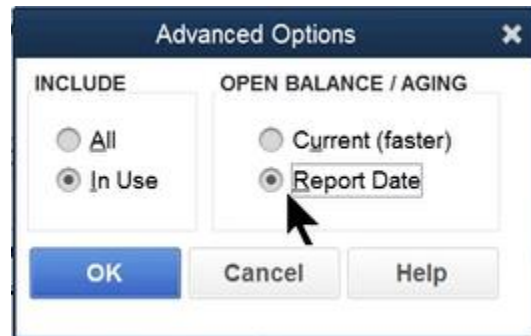 Advanced Options
INCLUDE
All
In Use
OPEN BALANCE / AGING
Current (faster)
Report Date
OK Cancel Help